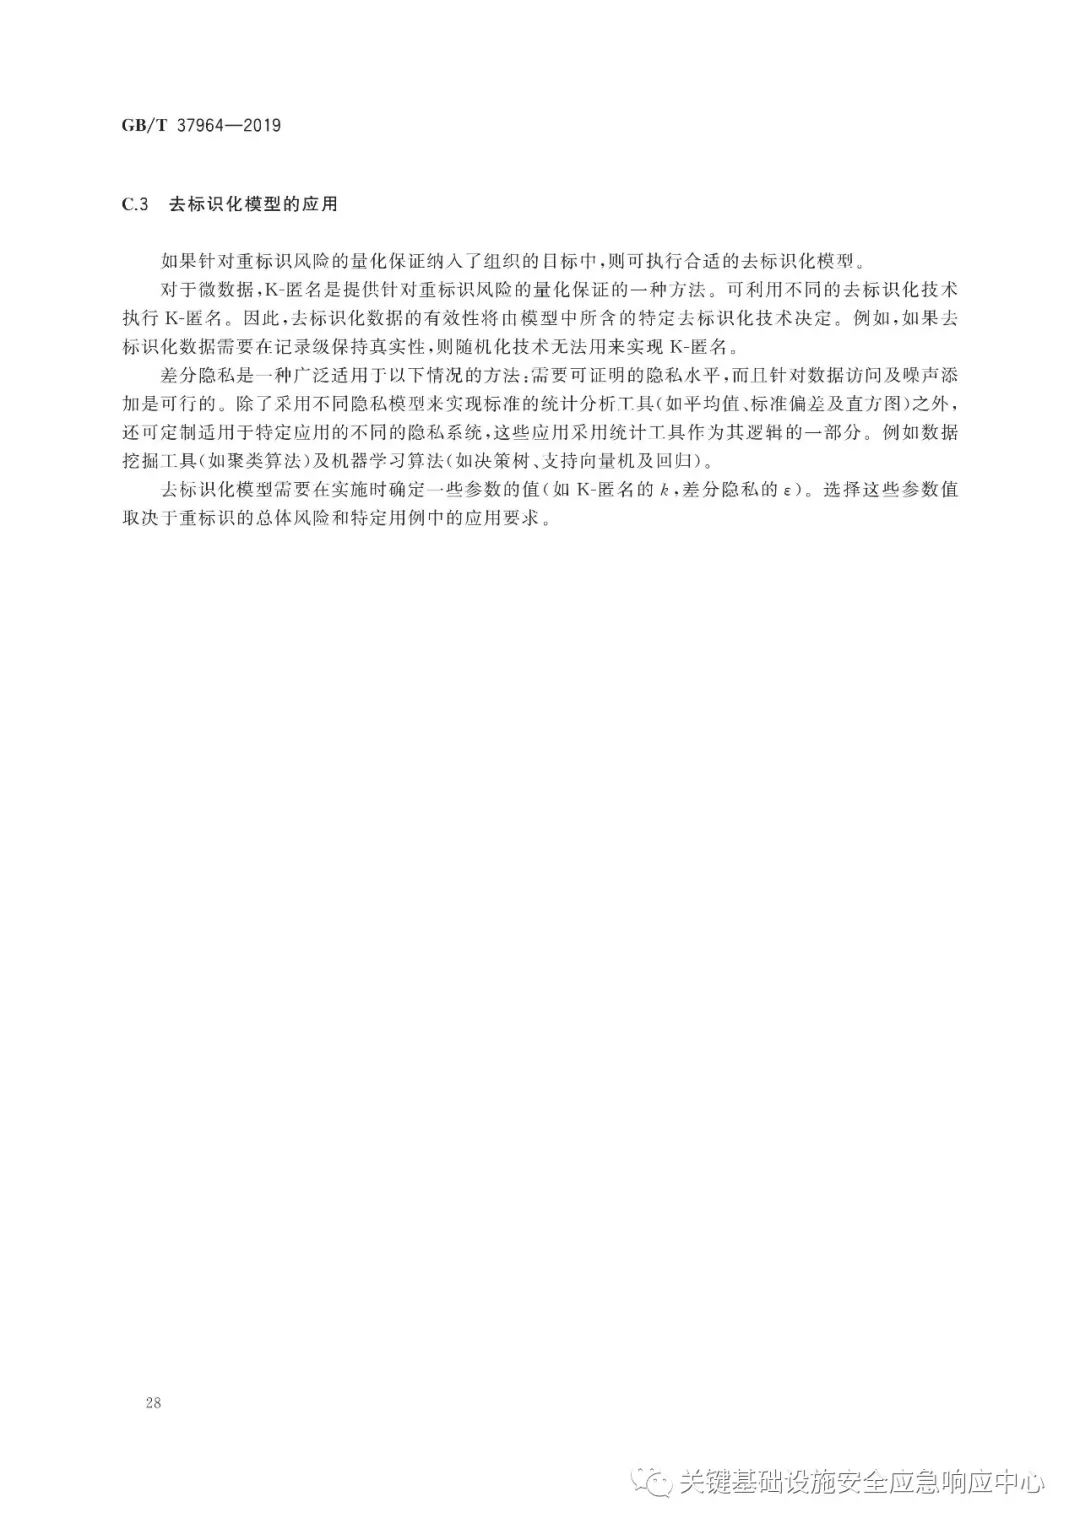 GB/T 37964—2019
C.3 去标识化模型的应用
如果针对重标识风险的量化保证纳入了组织的目标中,则可执行合适的去标识化模型。
对于微数据,K-匿名是提供针对重标识风险的量化保证的一种方法。可利用不同的去标识化技术
执行 K-匿名。因此,去标识化数据的有效性将由模型中所含的特定去标识化技术决定。例如,如果去
标识化数据需要在记录级保持真实性,则随机化技术无法用来实现 K-匿名。
差分隐私是一种广泛适用于以下情况的方法:需要可证明的隐私水平,而且针对数据访问及噪声添
加是可行的。除了采用不同隐私模型来实现标准的统计分析工具(如平均值、标准偏差及直方图)之外,
还可定制适用于特定应用的不同的隐私系统,这些应用采用统计工具作为其逻辑的一部分。例如数据
挖掘工具(如聚类算法)及机器学习算法(如决策树、支持向量机及回归)。
去标识化模型需要在实施时确定一些参数的值(如 K-匿名的 k,差分隐私的 ε)。选择这些参数值
取决于重标识的总体风险和特定用例中的应用要求。
28
关键基础设施安全应急响应中心